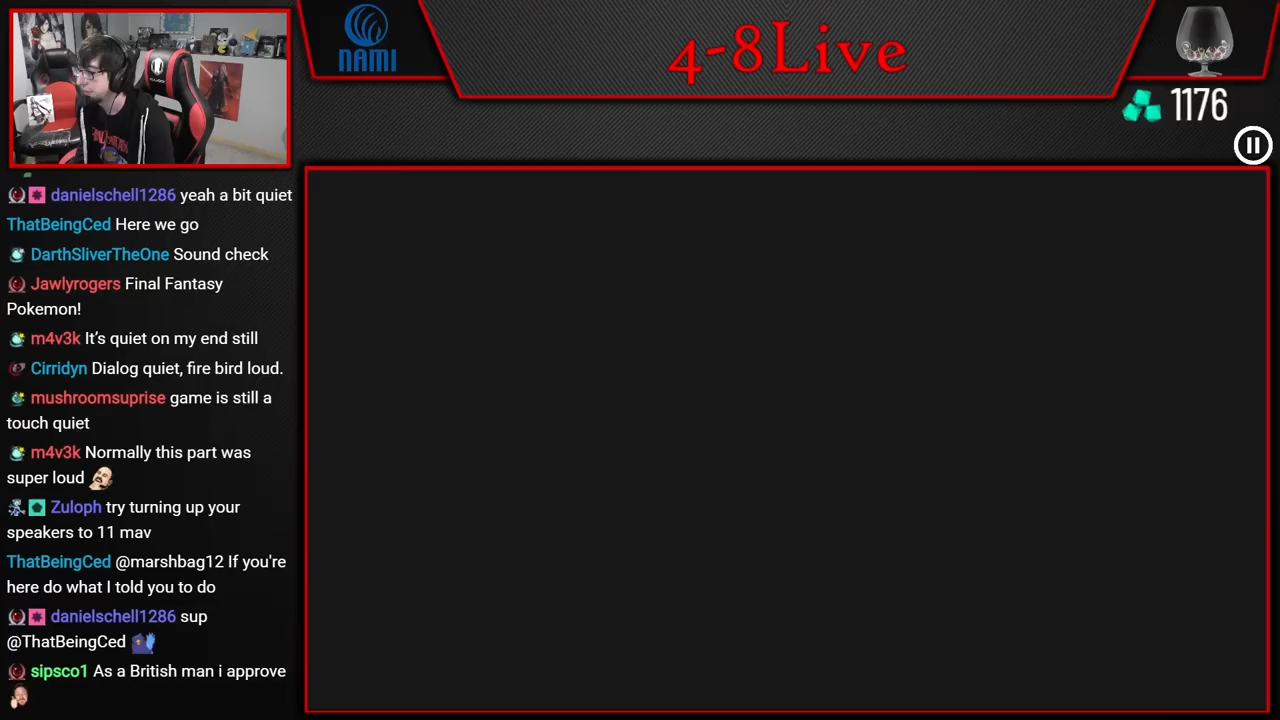 NAMI
4-8Live
1176
danielschell1286 yeah a bit quiet
ThatBeingCed Here we go
DarthSliverTheOne Sound check
Jawlyrogers Final Fantasy
Pokemon!
m4v3k It’s quiet on my end still
Cirridyn Dialog quiet, fire bird loud.
mushroomsuprise game is still a
touch quiet
m4v3k Normally this part was
super loud
Zuloph try turning up your
speakers to 11 mav
ThatBeingCed @marshbag12 If you're
here do what I told you to do
danielschell1286 sup
@ThatBeingCed
sipsco1 As a British man i approve